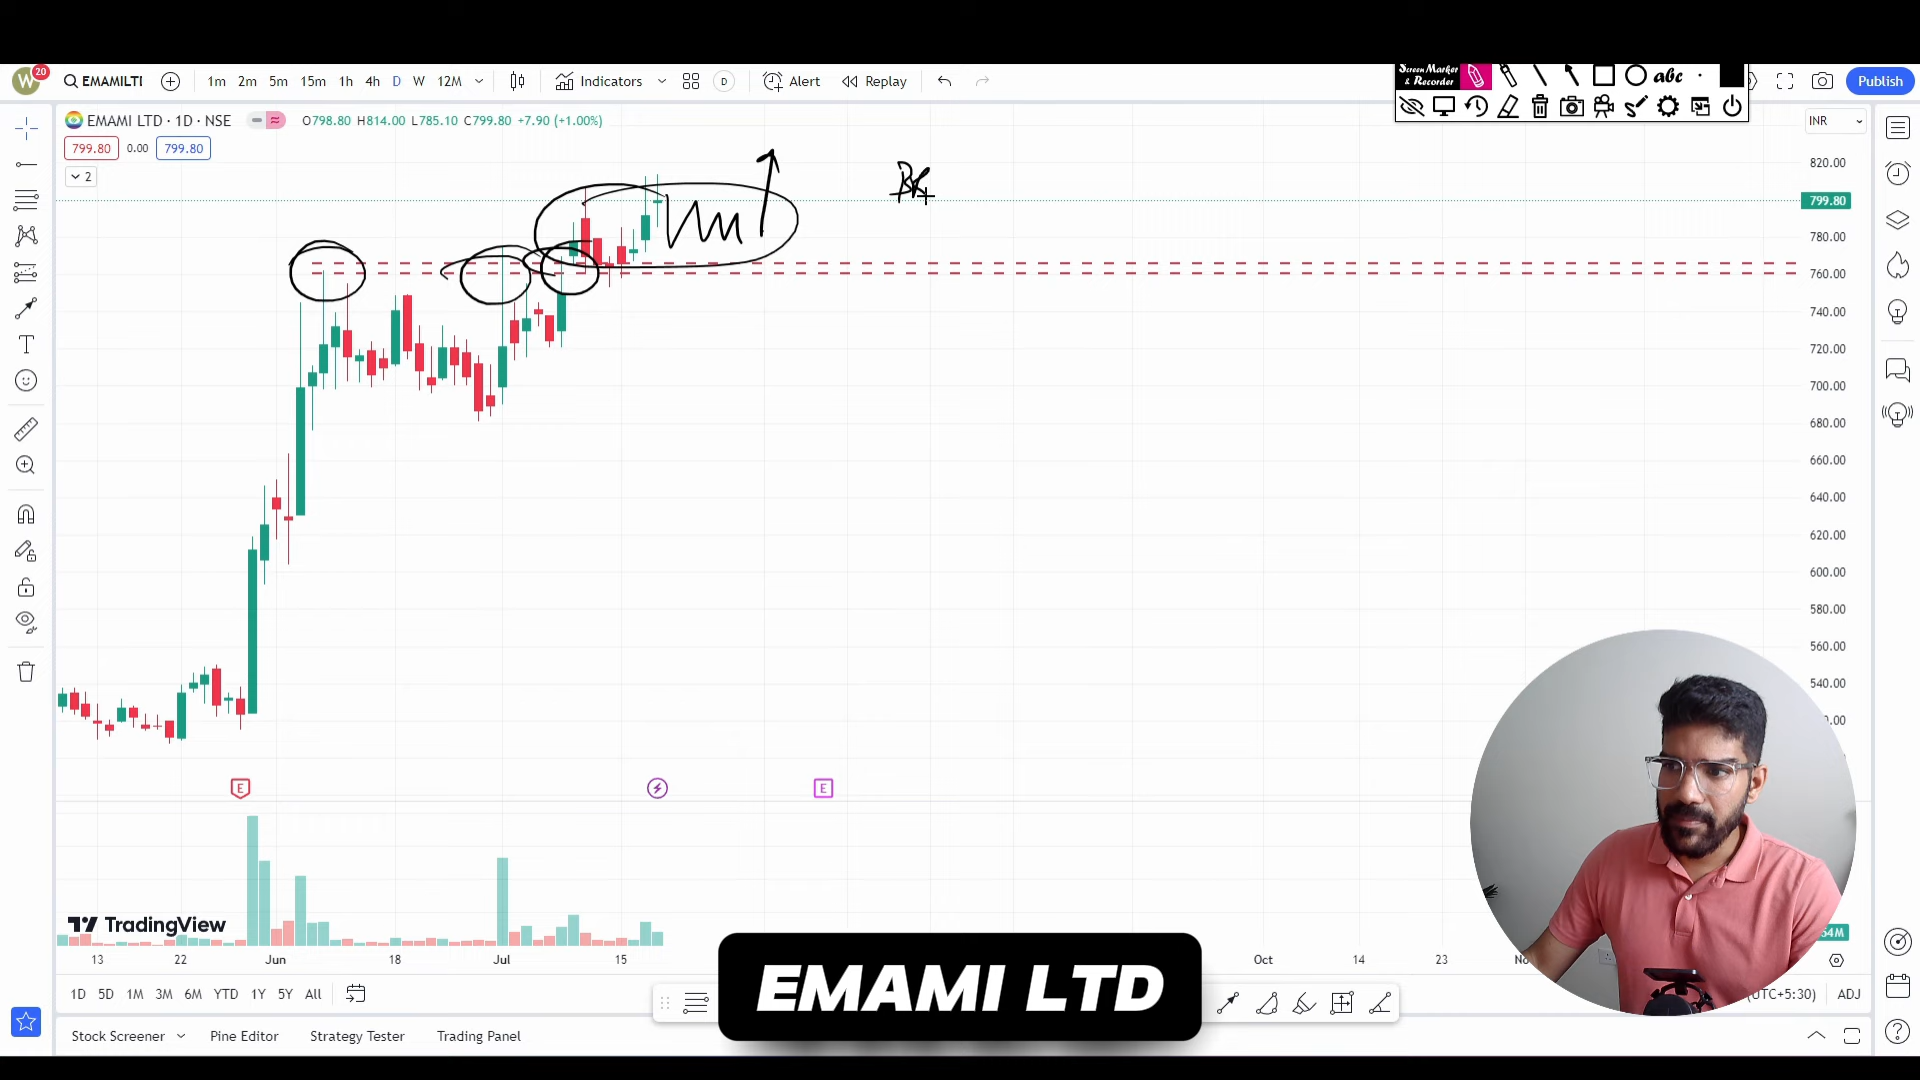 W 20 EMAMILTI 1m 2m 5m 15m 1h 4h D W 12M Indicators D Alert Replay Screen Marker & Recorder abc Publish
EMAMI LTD · 1D · NSE O798.80 H814.00 L785.10 C799.80 +7.90 (+1.00%) INR
799.80 0.00 799.80
2
820.00
799.80
780.00
760.00
740.00
720.00
700.00
680.00
660.00
640.00
620.00
600.00
580.00
560.00
540.00
E E
TradingView
13 22 Jun 18 Jul 15 Oct 14 23
EMAMI LTD
1D 5D 1M 3M 6M YTD 1Y 5Y All (UTC+5:30) ADJ
Stock Screener Pine Editor Strategy Tester Trading Panel